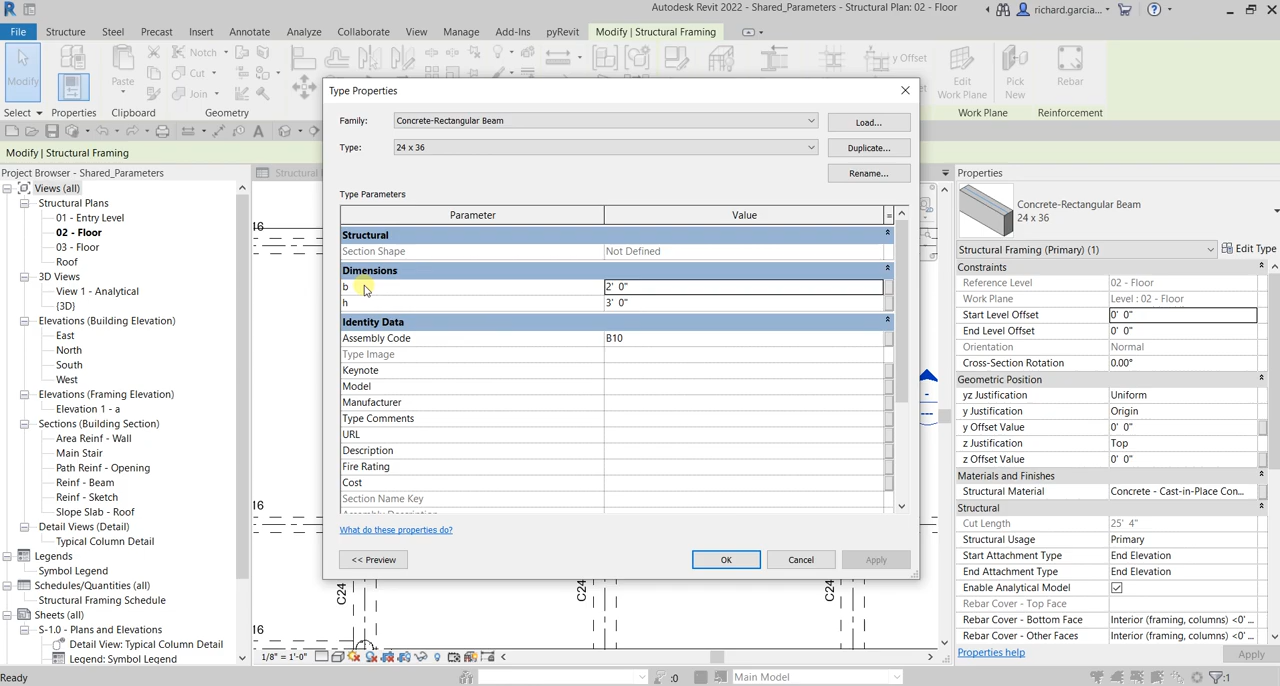 Autodesk Revit 2022 - Shared_Parameters - Structural Plan: 02 - Floor
richard.garcia...
File Structure Steel Precast Insert Annotate Analyze Collaborate View Manage Add-Ins pyRevit Modify | Structural Framing
Modify Paste Notch Cut Join Offset Edit Work Plane Pick New Rebar
Select Properties Clipboard Geometry Work Plane Reinforcement
Modify | Structural Framing
Project Browser - Shared_Parameters
Views (all)
Structural Plans
01 - Entry Level
02 - Floor
03 - Floor
Roof
3D Views
View 1 - Analytical
{3D}
Elevations (Building Elevation)
East
North
South
West
Elevations (Framing Elevation)
Elevation 1 - a
Sections (Building Section)
Area Reinf - Wall
Main Stair
Path Reinf - Opening
Reinf - Beam
Reinf - Sketch
Slope Slab - Roof
Detail Views (Detail)
Typical Column Detail
Legends
Symbol Legend
Schedules/Quantities (all)
Structural Framing Schedule
Sheets (all)
S-1.0 - Plans and Elevations
Detail View: Typical Column Detail
Legend: Symbol Legend
Structural
16
16
16
C24
C24
C24
1/8" = 1'-0"
Type Properties
Family: Concrete-Rectangular Beam Load...
Type: 24 x 36 Duplicate...
Rename...
Type Parameters
Parameter Value =
Structural
Section Shape Not Defined
Dimensions
b 2' 0"
h 3' 0"
Identity Data
Assembly Code B10
Type Image
Keynote
Model
Manufacturer
Type Comments
URL
Description
Fire Rating
Cost
Section Name Key
Assembly Description
What do these properties do?
<< Preview OK Cancel Apply
Properties
Concrete-Rectangular Beam
24 x 36
Structural Framing (Primary) (1) Edit Type
Constraints
Reference Level 02 - Floor
Work Plane Level : 02 - Floor
Start Level Offset 0' 0"
End Level Offset 0' 0"
Orientation Normal
Cross-Section Rotation 0.00°
Geometric Position
yz Justification Uniform
y Justification Origin
y Offset Value 0' 0"
z Justification Top
z Offset Value 0' 0"
Materials and Finishes
Structural Material Concrete - Cast-in-Place Con...
Structural
Cut Length 25' 4"
Structural Usage Primary
Start Attachment Type End Elevation
End Attachment Type End Elevation
Enable Analytical Model
Rebar Cover - Top Face
Rebar Cover - Bottom Face Interior (framing, columns) <0' ...
Rebar Cover - Other Faces Interior (framing, columns) <0' ...
Properties help Apply
Ready :0 Main Model :1